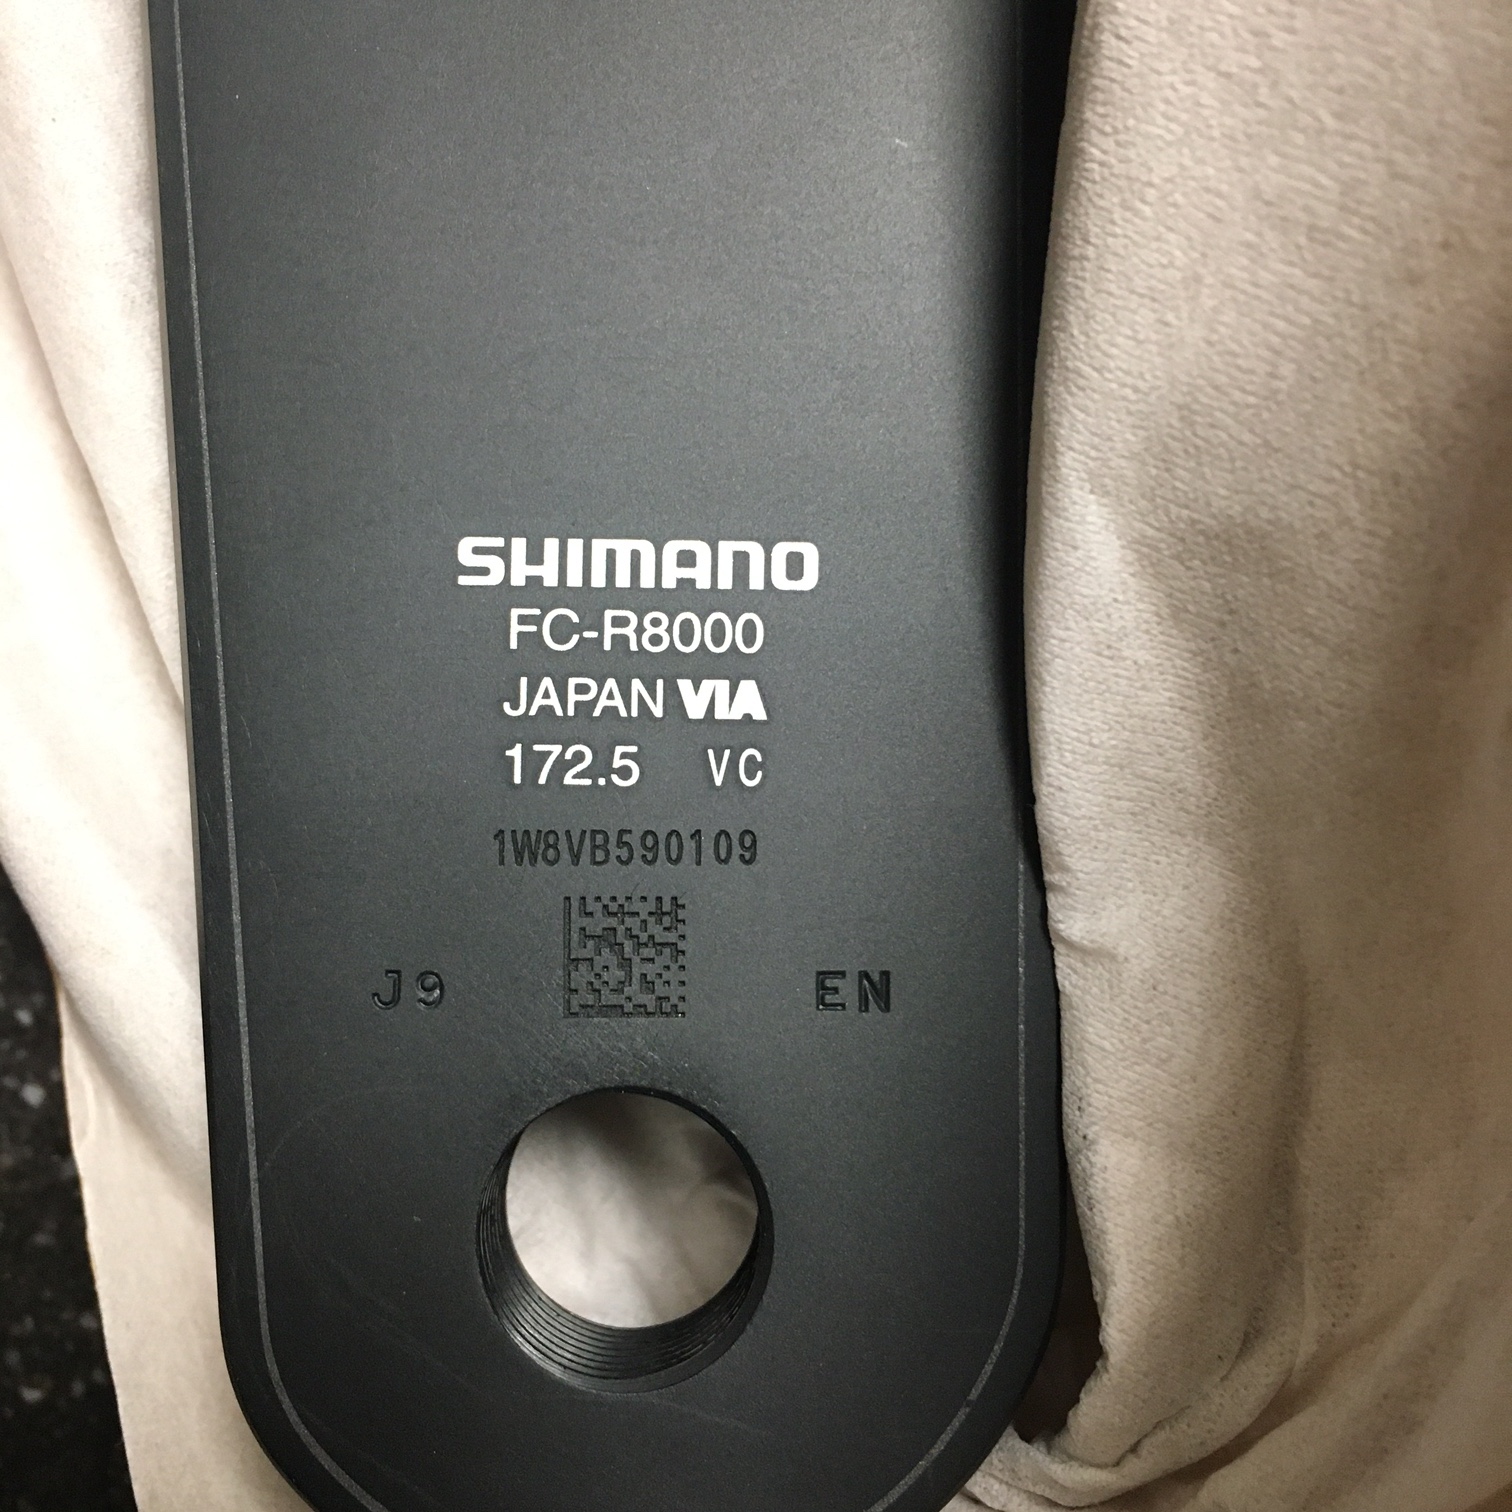 SHIMANO
FC-R8000
JAPAN VIA
172.5 VC
1W8VB590109
J9 EN